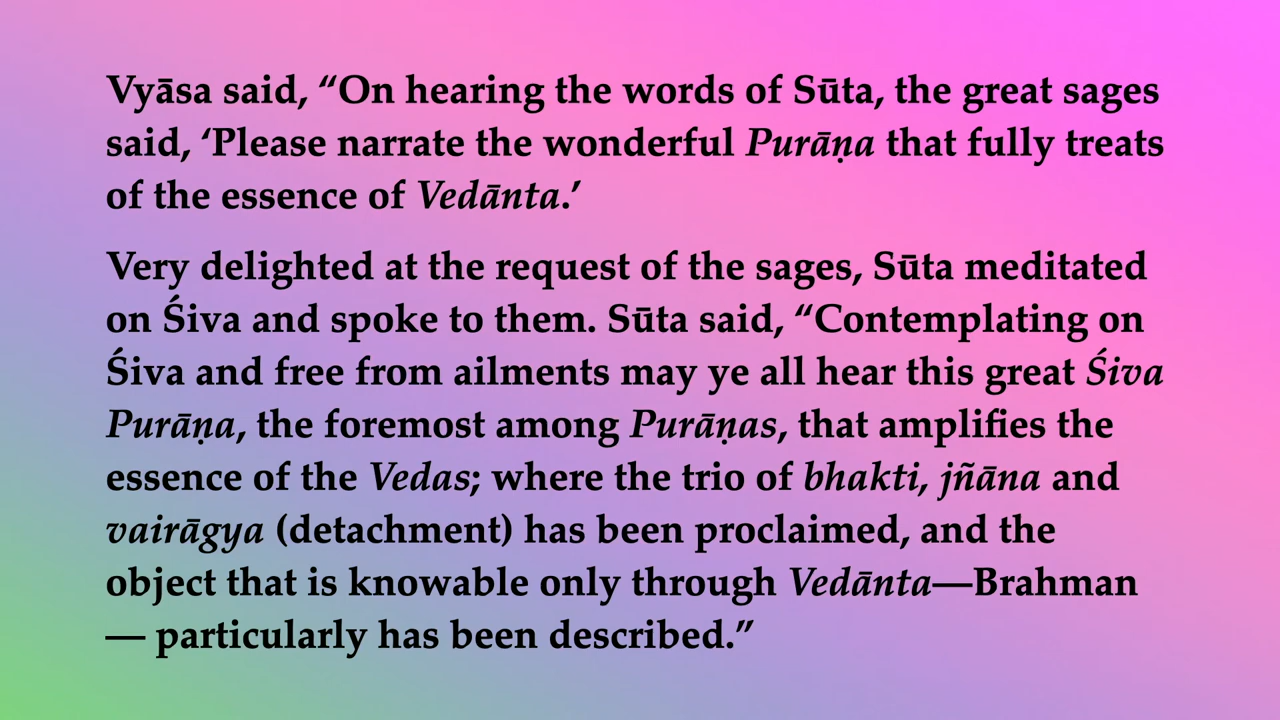 Vyāsa said, “On hearing the words of Sūta, the great sages
said, ‘Please narrate the wonderful Purāṇa that fully treats
of the essence of Vedānta.’
Very delighted at the request of the sages, Sūta meditated
on Śiva and spoke to them. Sūta said, “Contemplating on
Śiva and free from ailments may ye all hear this great Śiva
Purāṇa, the foremost among Purāṇas, that amplifies the
essence of the Vedas; where the trio of bhakti, jñāna and
vairāgya (detachment) has been proclaimed, and the
object that is knowable only through Vedānta—Brahman
— particularly has been described.”